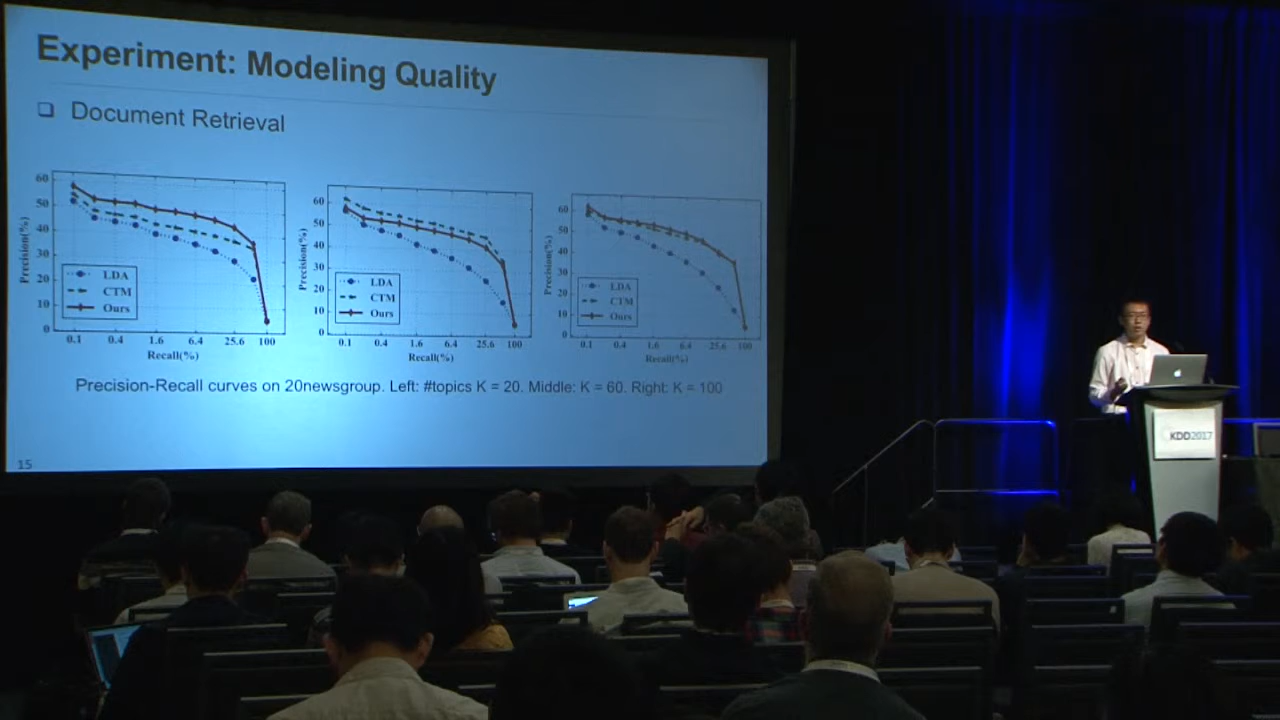 Experiment: Modeling Quality
❑ Document Retrieval
60
50
40
30
20
10
0
Precision(%)
LDA
CTM
Ours
0.1 0.4 1.6 6.4 25.6 100
Recall(%)
60
50
40
30
20
10
0
Precision(%)
LDA
CTM
Ours
0.1 0.4 1.6 6.4 25.6 100
Recall(%)
60
50
40
30
20
10
0
Precision(%)
LDA
CTM
Ours
0.1 0.4 1.6 6.4 25.6 100
Recall(%)
Precision-Recall curves on 20newsgroup. Left: #topics K = 20. Middle: K = 60. Right: K = 100
15
KDD2017